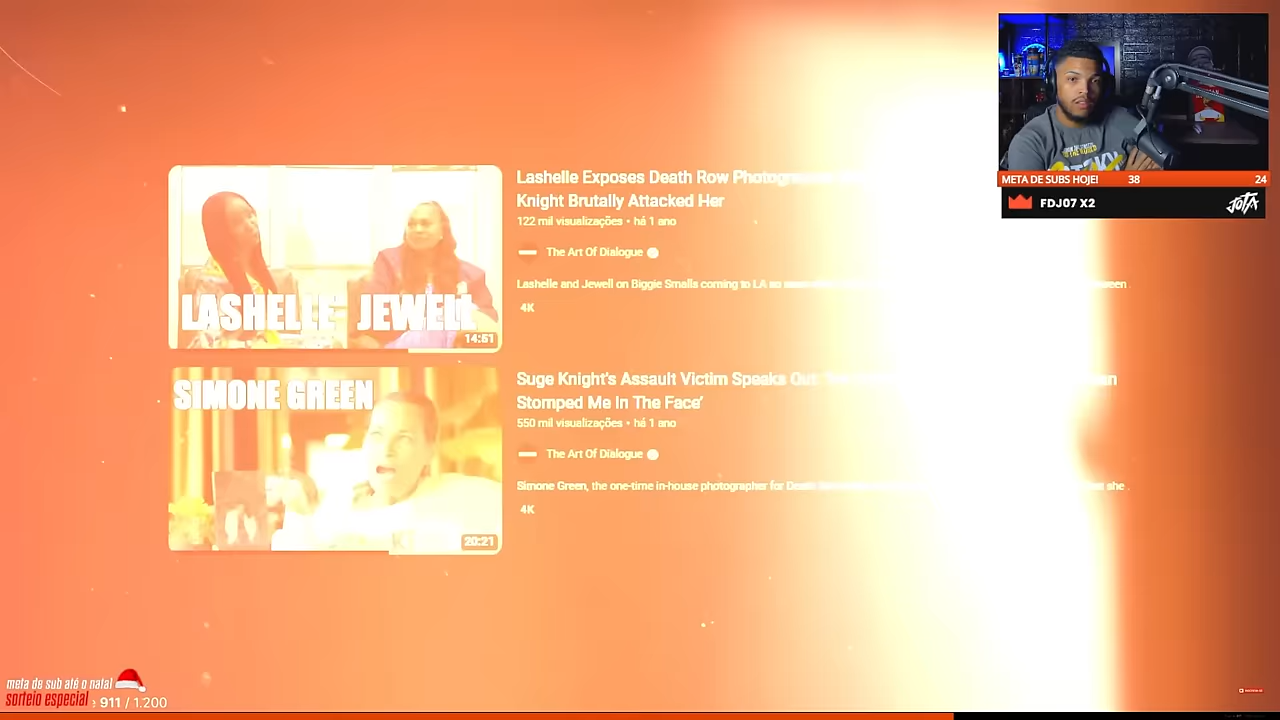 META DE SUBS HOJE! 38 24
FDJ07 X2
JOTA
Lashelle Exposes Death Row
Knight Brutally Attacked Her
122 mil visualizações • há 1 ano
The Art Of Dialogue
Lashelle and Jewell on Biggie Smalls coming to LA
4K
LASHELLE JEWELL
14:51
Suge Knight's Assault Victim Speaks Out:
Stomped Me In The Face'
550 mil visualizações • há 1 ano
The Art Of Dialogue
Simone Green, the one-time in-house photographer for she
4K
SIMONE GREEN
20:21
meta de sub até o natal
sorteio especial 911 / 1.200